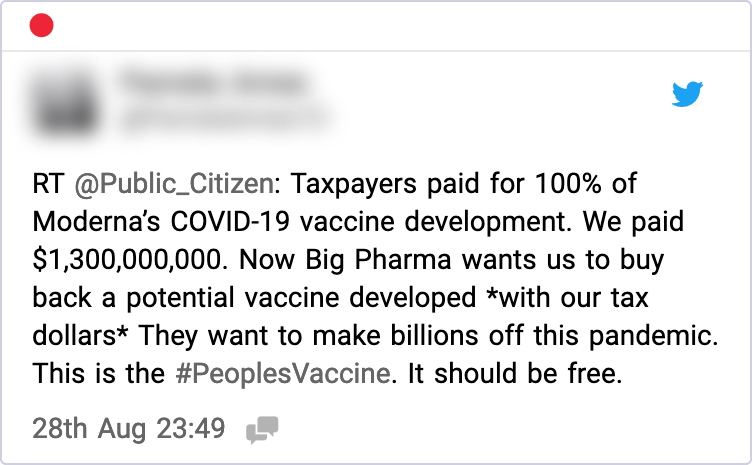 RT @Public_Citizen: Taxpayers paid for 100% of
Moderna’s COVID-19 vaccine development. We paid
$1,300,000,000. Now Big Pharma wants us to buy
back a potential vaccine developed *with our tax
dollars* They want to make billions off this pandemic.
This is the #PeoplesVaccine. It should be free.
28th Aug 23:49